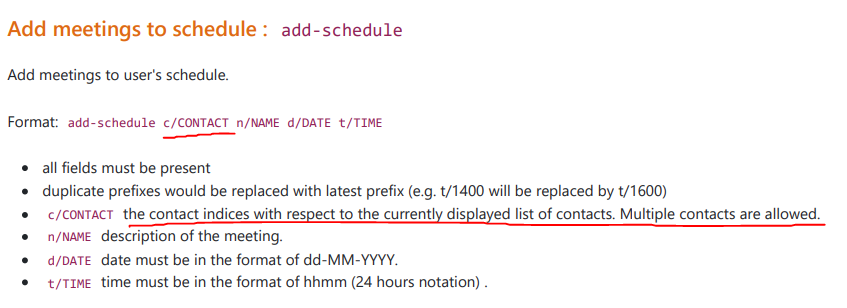 Add meetings to schedule : add-schedule
Add meetings to user's schedule.
Format: add-schedule c/CONTACT n/NAME d/DATE t/TIME
• all fields must be present
• duplicate prefixes would be replaced with latest prefix (e.g. t/1400 will be replaced by t/1600)
• c/CONTACT the contact indices with respect to the currently displayed list of contacts. Multiple contacts are allowed.
• n/NAME description of the meeting.
• d/DATE date must be in the format of dd-MM-YYYY.
• t/TIME time must be in the format of hhmm (24 hours notation) .